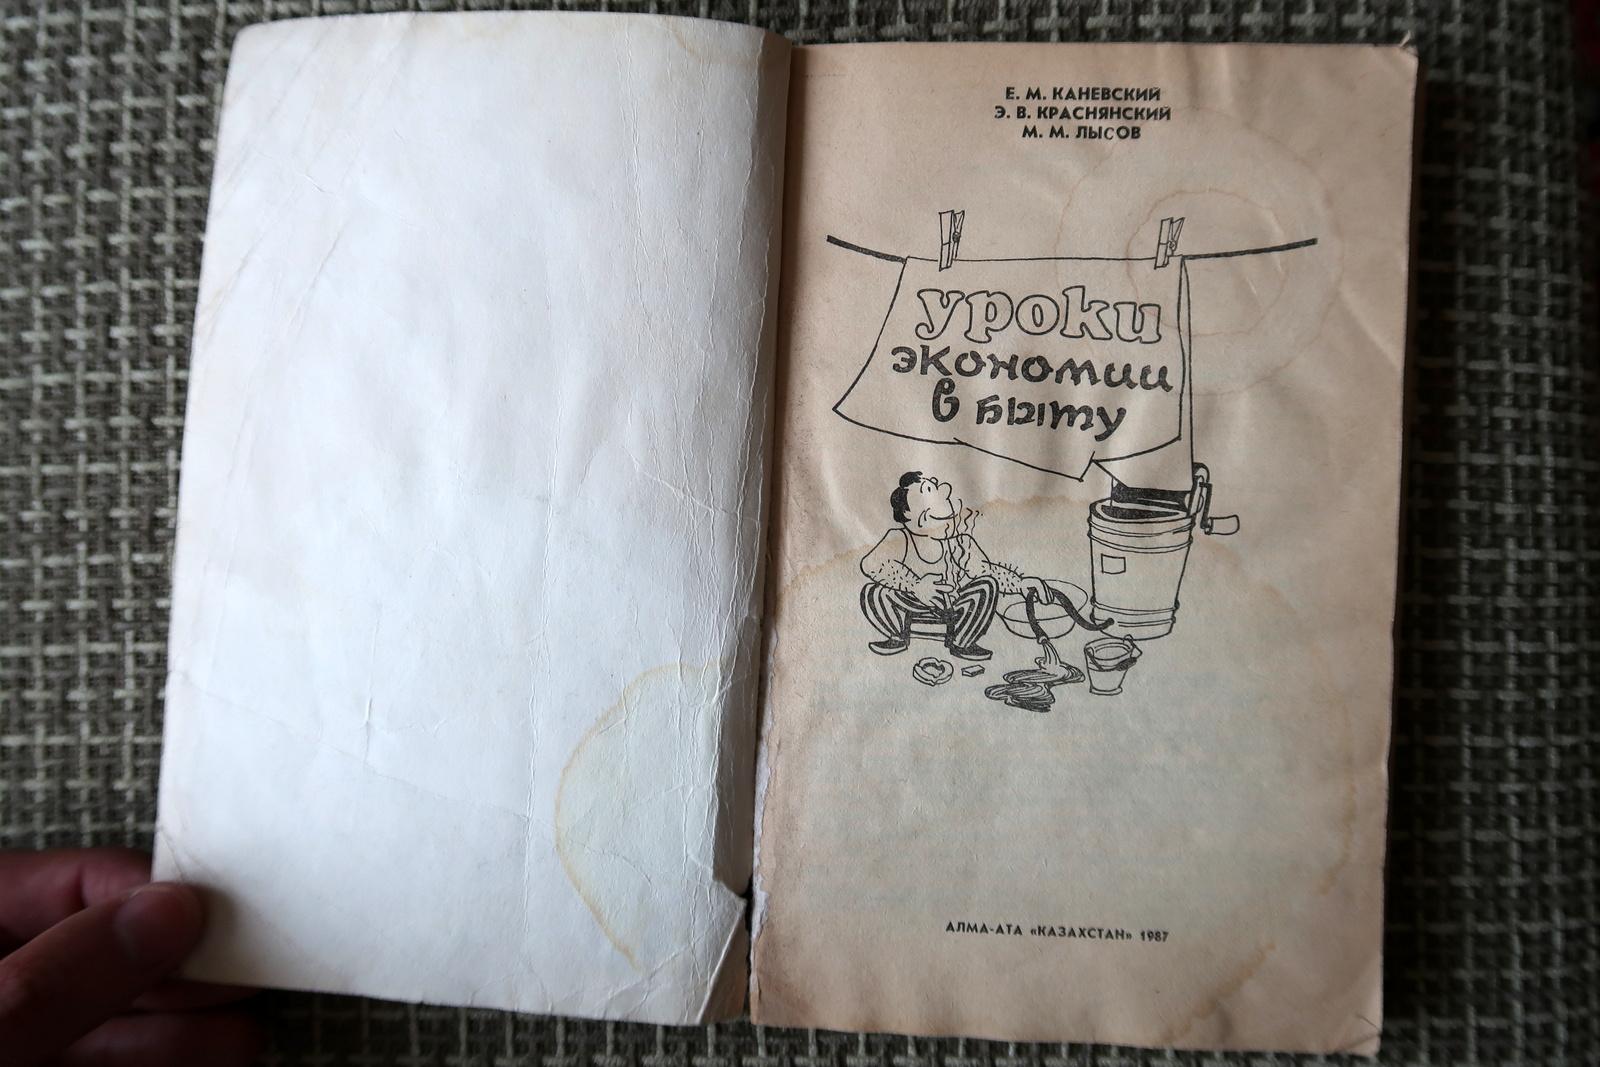 Е. М. КАНЕВСКИЙ
Э. В. КРАСНЯНСКИЙ
М. М. ЛЫСОВ
уроки
экономии
в быту
АЛМА-АТА «КАЗАХСТАН» 1987